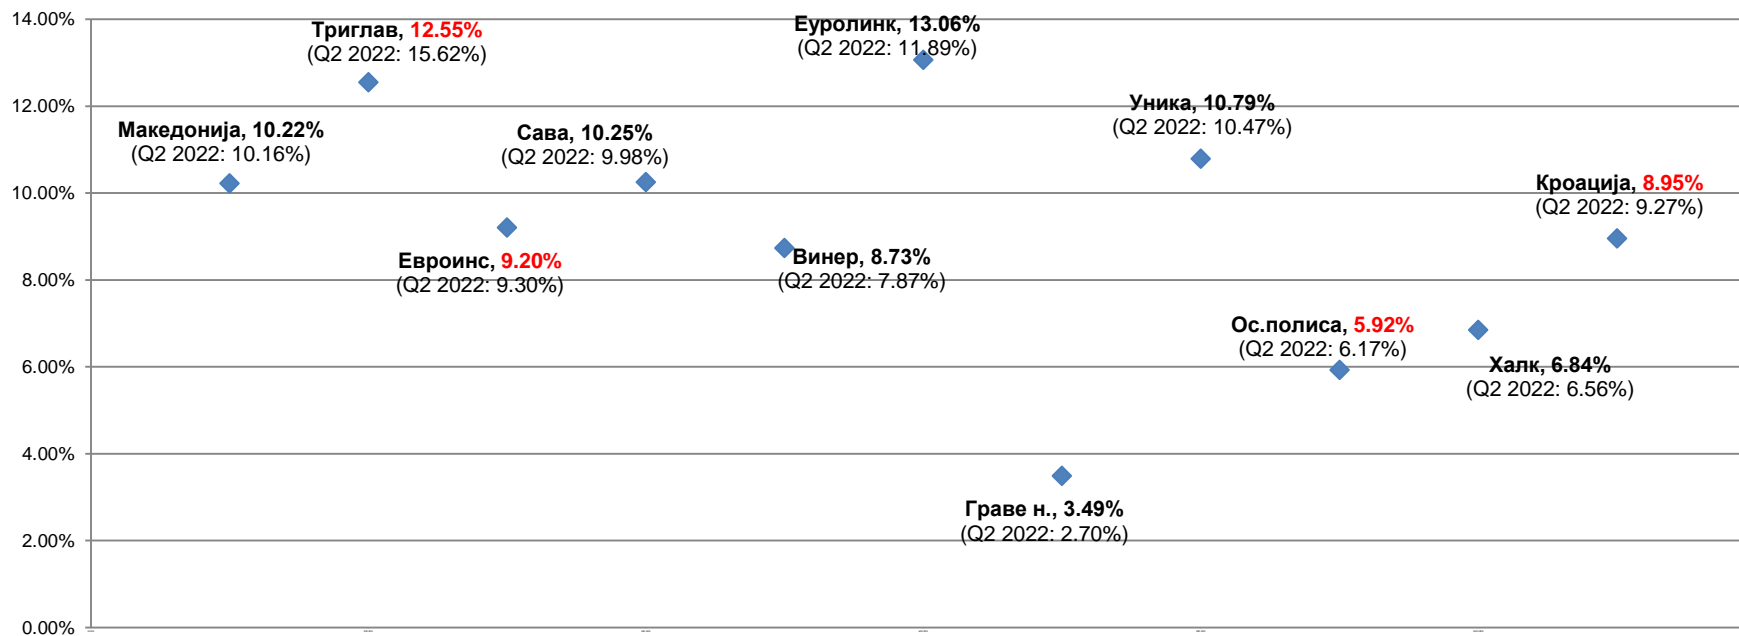 14.00%
12.00%
10.00%
8.00%
6.00%
4.00%
2.00%
0.00%
Македонија, 10.22%
(Q2 2022: 10.16%)
Триглав, 12.55%
(Q2 2022: 15.62%)
Евроинс, 9.20%
(Q2 2022: 9.30%)
Сава, 10.25%
(Q2 2022: 9.98%)
Винер, 8.73%
(Q2 2022: 7.87%)
Еуролинк, 13.06%
(Q2 2022: 11.89%)
Граве н., 3.49%
(Q2 2022: 2.70%)
Уника, 10.79%
(Q2 2022: 10.47%)
Ос.полиса, 5.92%
(Q2 2022: 6.17%)
Халк, 6.84%
(Q2 2022: 6.56%)
Кроација, 8.95%
(Q2 2022: 9.27%)